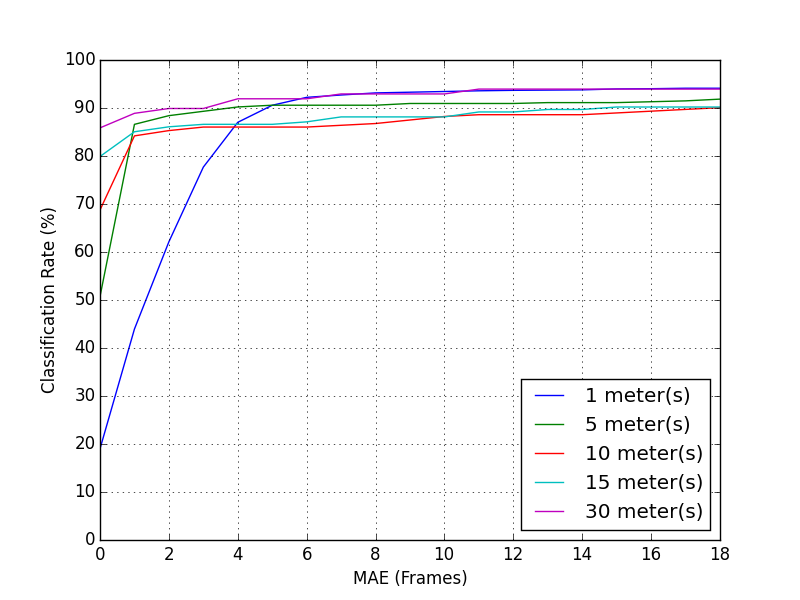 100
90
80
70
60
50
40
30
20
10
0
Classification Rate (%)
1 meter(s)
5 meter(s)
10 meter(s)
15 meter(s)
30 meter(s)
0 2 4 6 8 10 12 14 16 18
MAE (Frames)